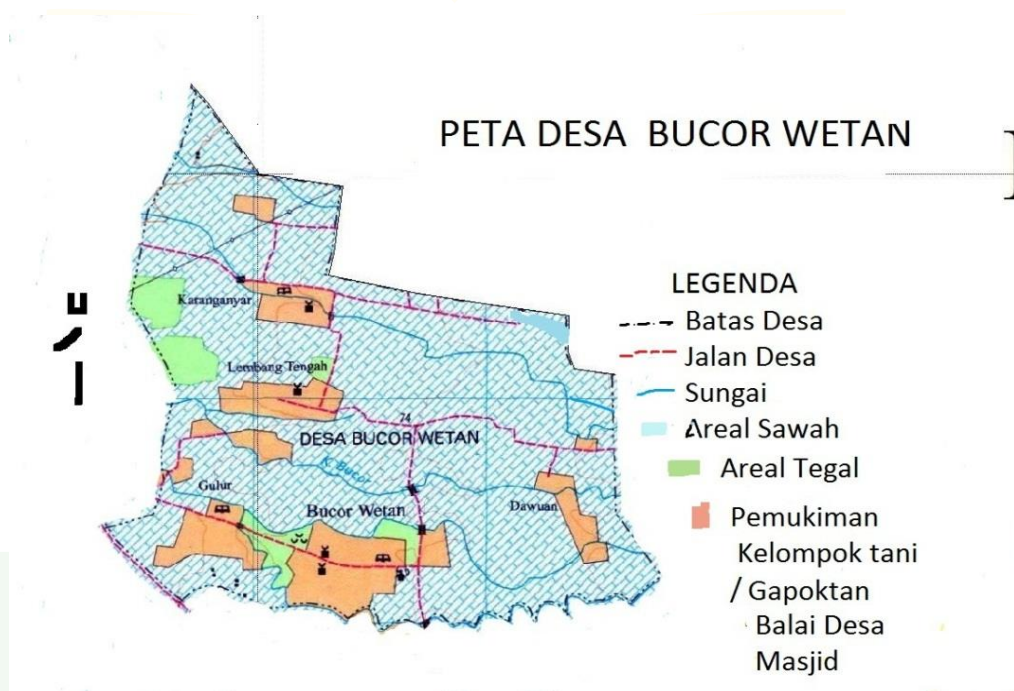 PETA DESA BUCOR WETAN
Karanganyar
Lembang Tengah
74
DESA BUCOR WETAN
K. Bucor
Gulur
Bucor Wetan
Dawuan
LEGENDA
Batas Desa
Jalan Desa
Sungai
Areal Sawah
Areal Tegal
Pemukiman
Kelompok tani
/ Gapoktan
Balai Desa
Masjid